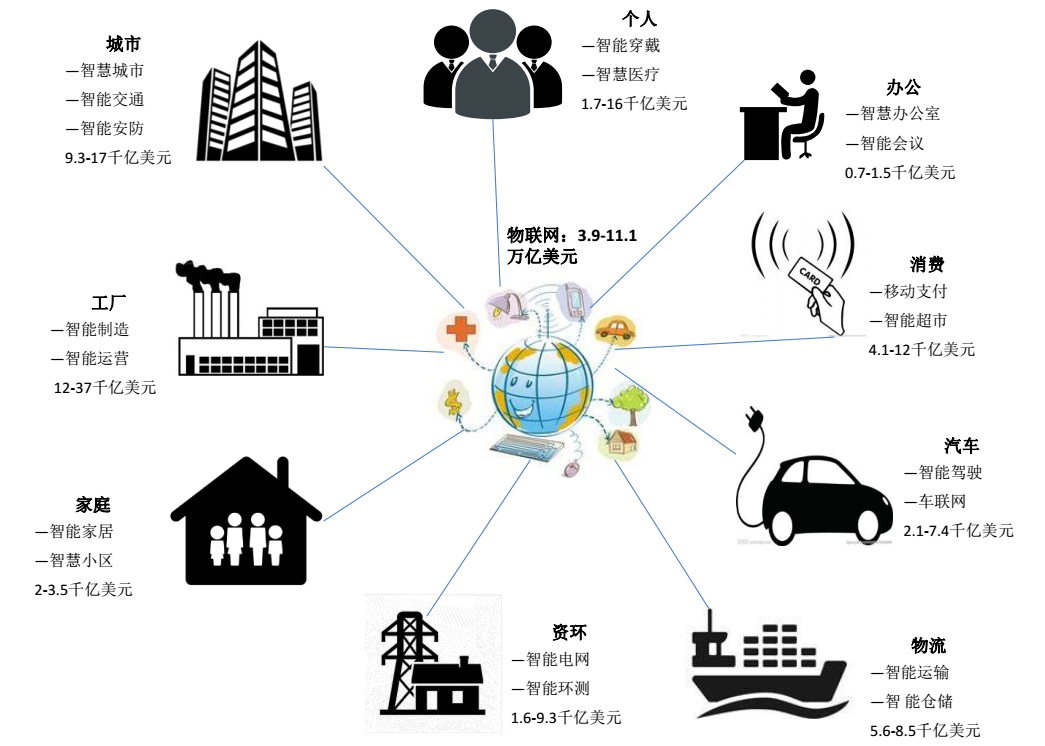 城市
—智慧城市
—智能交通
—智能安防
9.3-17千亿美元
个人
—智能穿戴
—智慧医疗
1.7-16千亿美元
办公
—智慧办公室
—智能会议
0.7-1.5千亿美元
物联网：3.9-11.1
万亿美元
消费
—移动支付
—智能超市
4.1-12千亿美元
CARD
工厂
—智能制造
—智能运营
12-37千亿美元
汽车
—智能驾驶
—车联网
2.1-7.4千亿美元
家庭
—智能家居
—智慧小区
2-3.5千亿美元
资环
—智能电网
—智能环测
1.6-9.3千亿美元
物流
—智能运输
—智 能仓储
5.6-8.5千亿美元